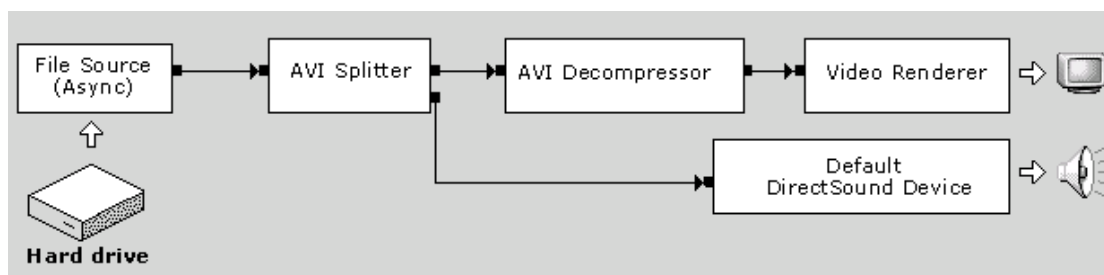 File Source
(Async)
AVI Splitter
AVI Decompressor
Video Renderer
Default
DirectSound Device
Hard drive